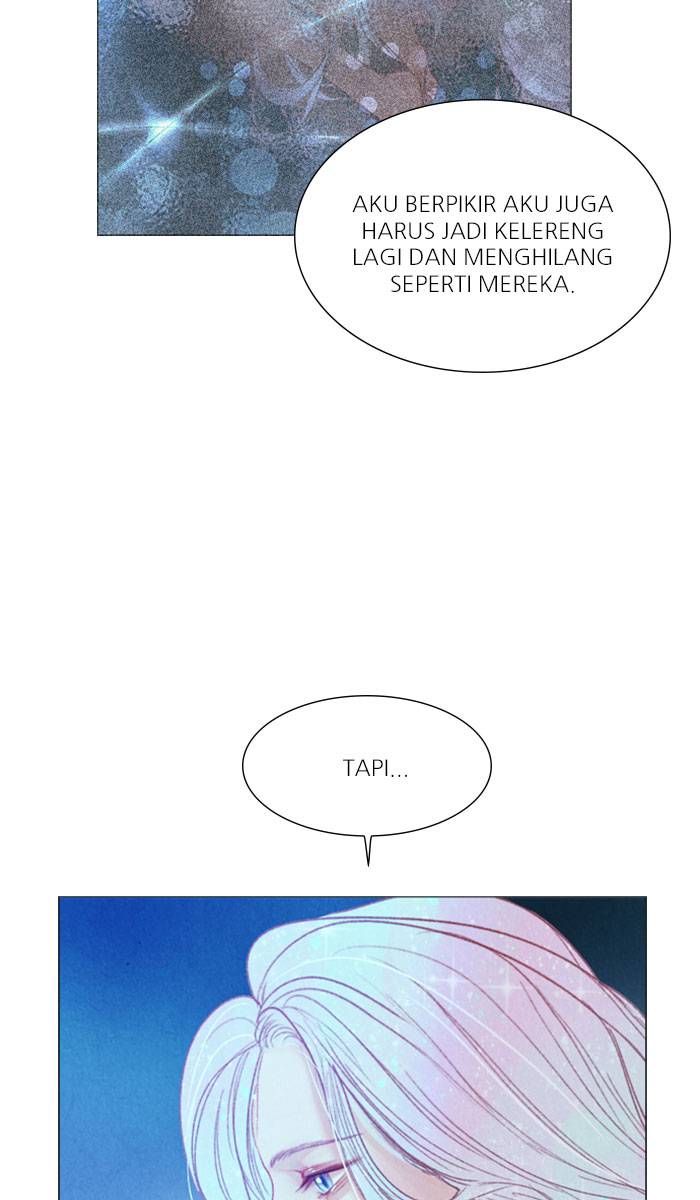 AKU BERPIKIR AKU JUGA
HARUS JADI KELERENG
LAGI DAN MENGHILANG
SEPERTI MEREKA.
TAPI...